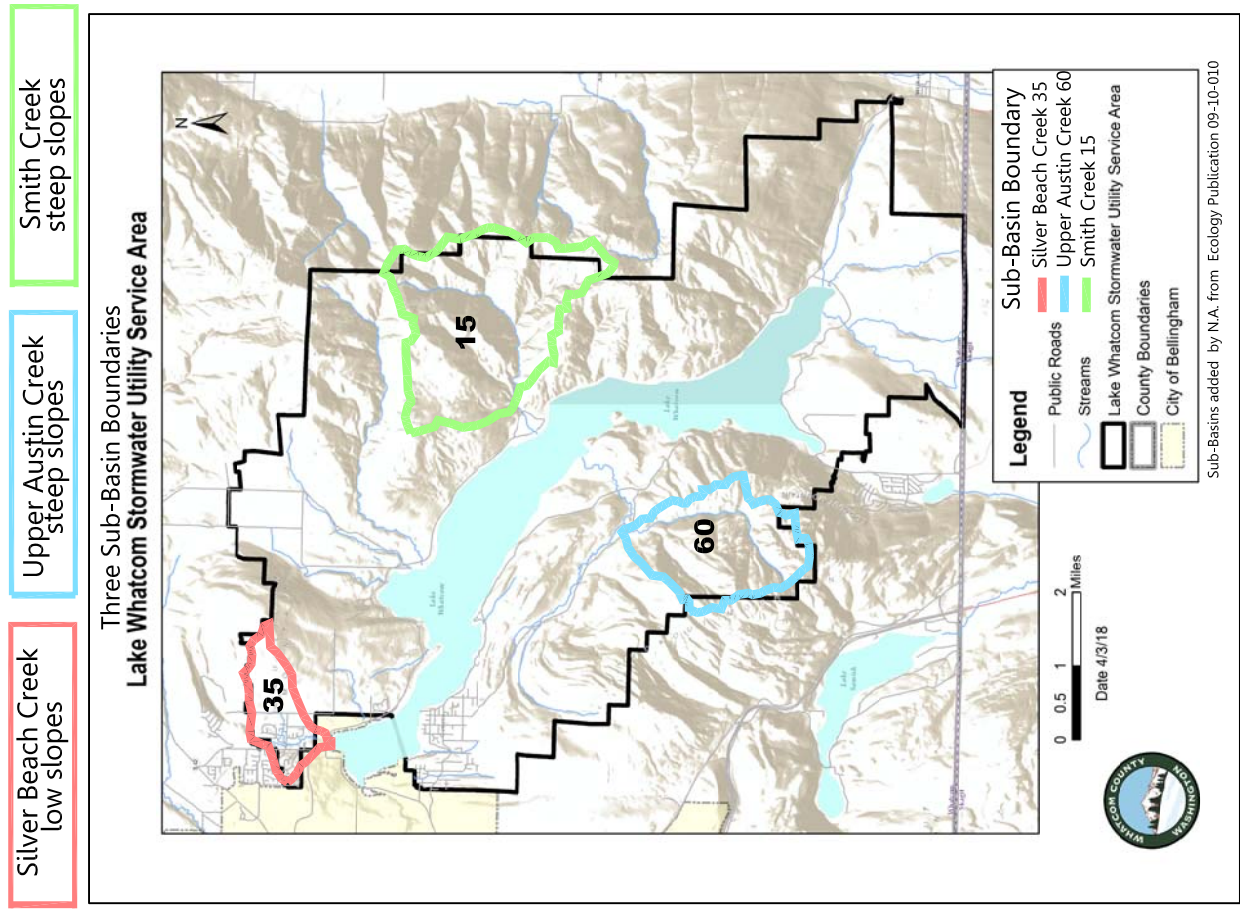 Silver Beach Creek
low slopes
Upper Austin Creek
steep slopes
Smith Creek
steep slopes
Three Sub-Basin Boundaries
Lake Whatcom Stormwater Utility Service Area
N
35
15
60
Lake
Whatcom
Lake
Whatcom
Lake
Samish
Whatcom
Skagit
Whatcom
Skagit
Legend
Public Roads
Streams
Lake Whatcom Stormwater Utility Service Area
County Boundaries
City of Bellingham
Sub-Basin Boundary
Silver Beach Creek 35
Upper Austin Creek 60
Smith Creek 15
0 0.5 1 2 Miles
Date 4/3/18
WHATCOM COUNTY
WASHINGTON
Sub-Basins added by N.A. from Ecology Publication 09-10-010